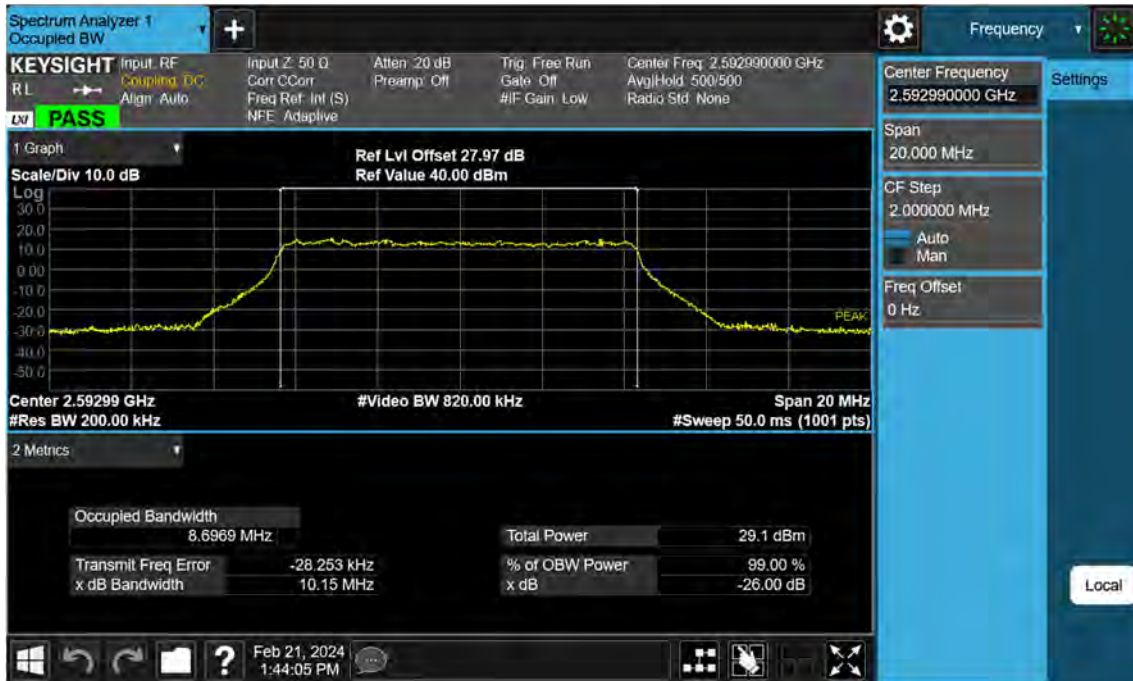 Spectrum Analyzer 1
Occupied BW
Frequency
KEYSIGHT
RL
Input: RF
Coupling: DC
Align: Auto
Input Z: 50 Ω
Corr CCorr
Freq Ref: Int (S)
NFE: Adaptive
Atten: 20 dB
Preamp: Off
Trig: Free Run
Gate: Off
#IF Gain: Low
Center Freq: 2.592990000 GHz
Avg|Hold: 500/500
Radio Std: None
LXI PASS
1 Graph
Scale/Div 10.0 dB
Ref Lvl Offset 27.97 dB
Ref Value 40.00 dBm
Log
30.0
20.0
10.0
0.00
-10.0
-20.0
-30.0
-40.0
-50.0
PEAK
Center 2.59299 GHz
#Video BW 820.00 kHz
Span 20 MHz
#Res BW 200.00 kHz
#Sweep 50.0 ms (1001 pts)
2 Metrics
Occupied Bandwidth
8.6969 MHz
Total Power 29.1 dBm
Transmit Freq Error -28.253 kHz
% of OBW Power 99.00 %
x dB Bandwidth 10.15 MHz
x dB -26.00 dB
Center Frequency
2.592990000 GHz
Settings
Span
20.000 MHz
CF Step
2.000000 MHz
Auto
Man
Freq Offset
0 Hz
Local
?
Feb 21, 2024
1:44:05 PM